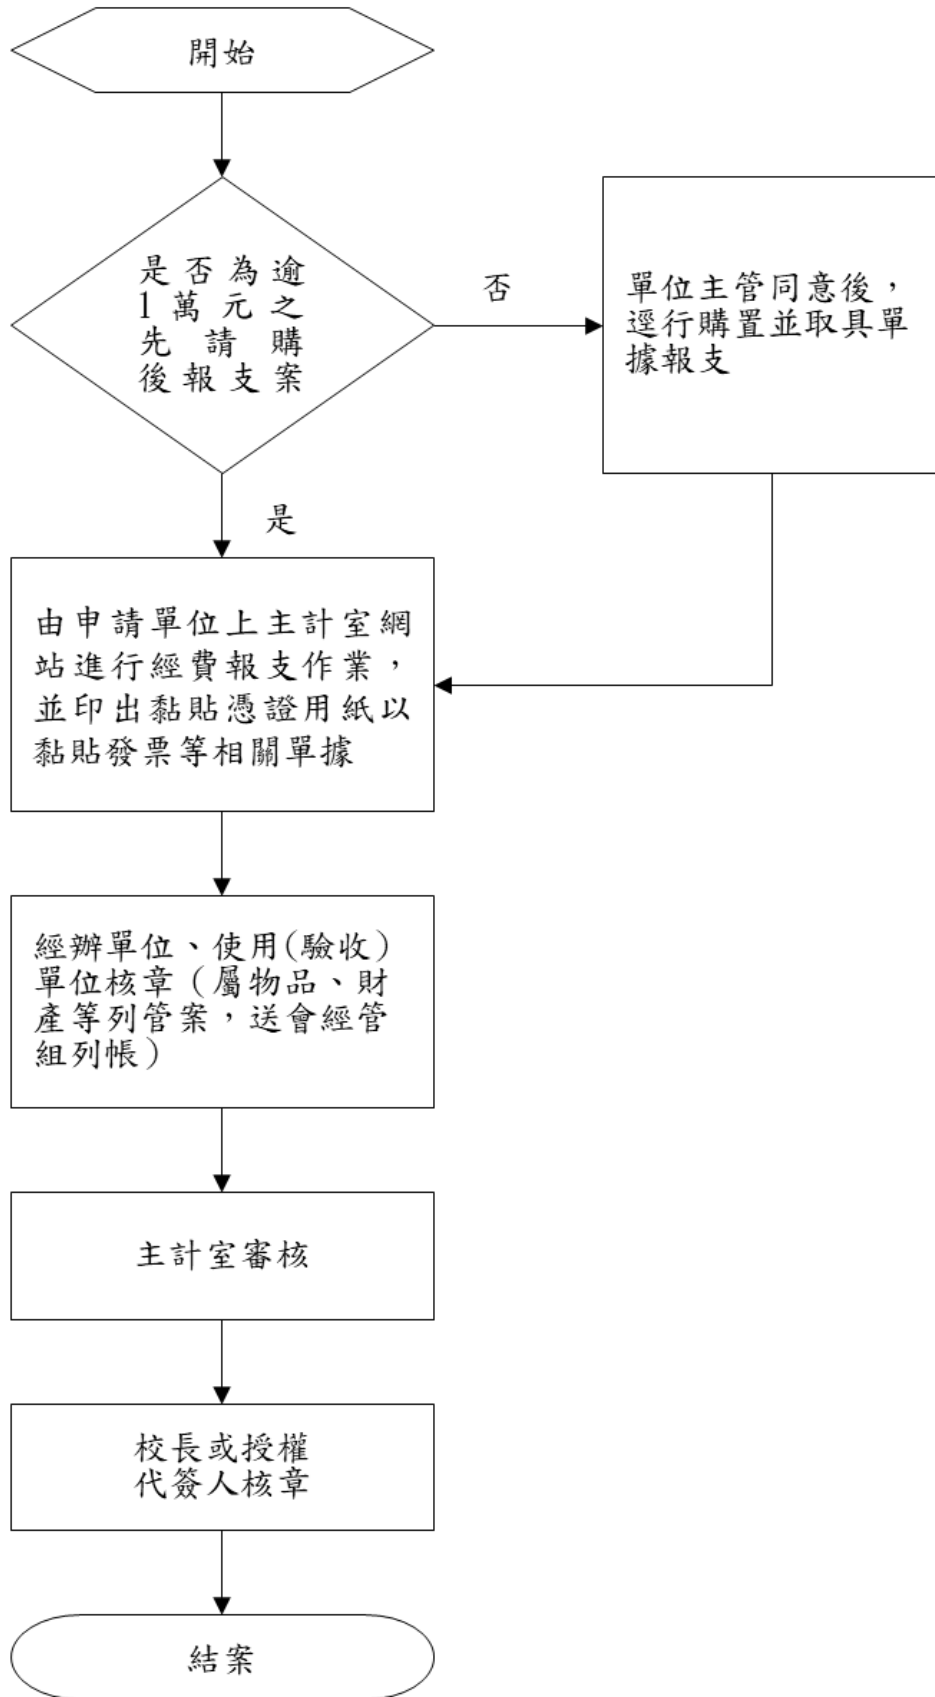 開始
是否為逾
1萬元之
先請購
後報支案
否
單位主管同意後，
逕行購置並取具單
據報支
是
由申請單位上主計室網
站進行經費報支作業，
並印出黏貼憑證用紙以
黏貼發票等相關單據
經辦單位、使用(驗收)
單位核章（屬物品、財
產等列管案，送會經管
組列帳）
主計室審核
校長或授權
代簽人核章
結案